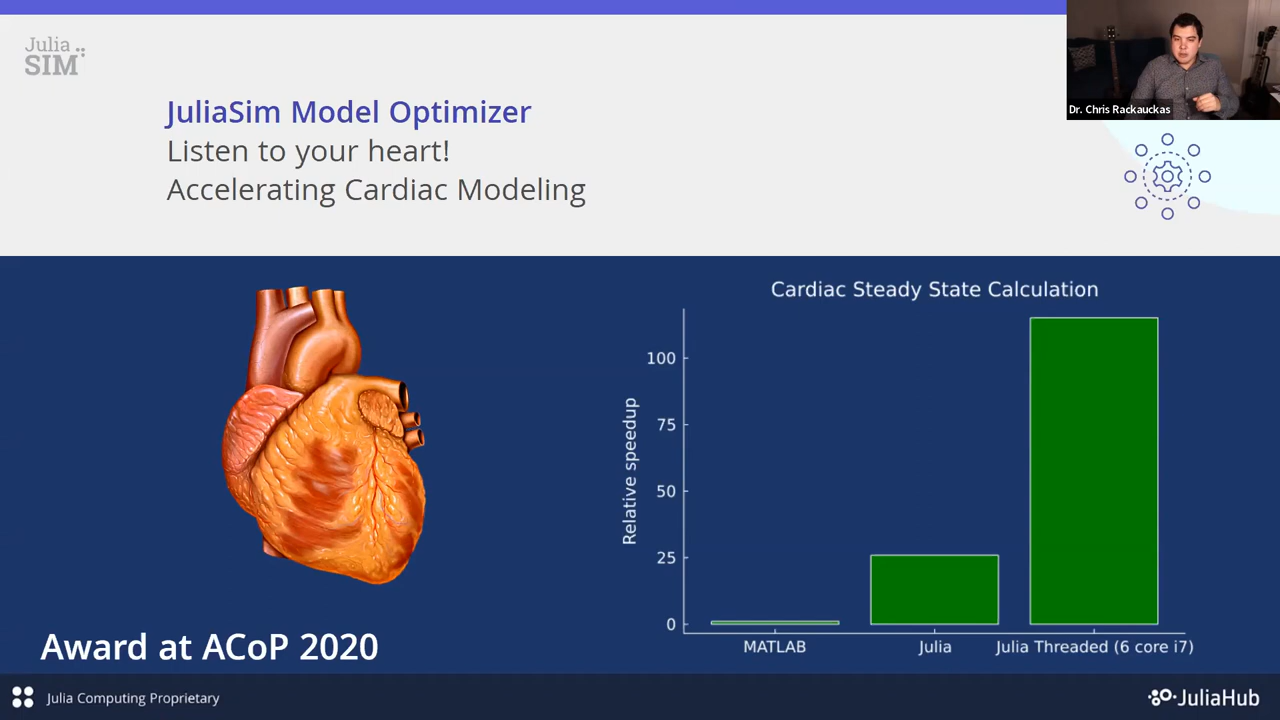 Julia
SIM
Dr. Chris Rackauckas
JuliaSim Model Optimizer
Listen to your heart!
Accelerating Cardiac Modeling
Cardiac Steady State Calculation
Relative speedup
100
75
50
25
0
MATLAB
Julia
Julia Threaded (6 core i7)
Award at ACoP 2020
Julia Computing Proprietary
JuliaHub